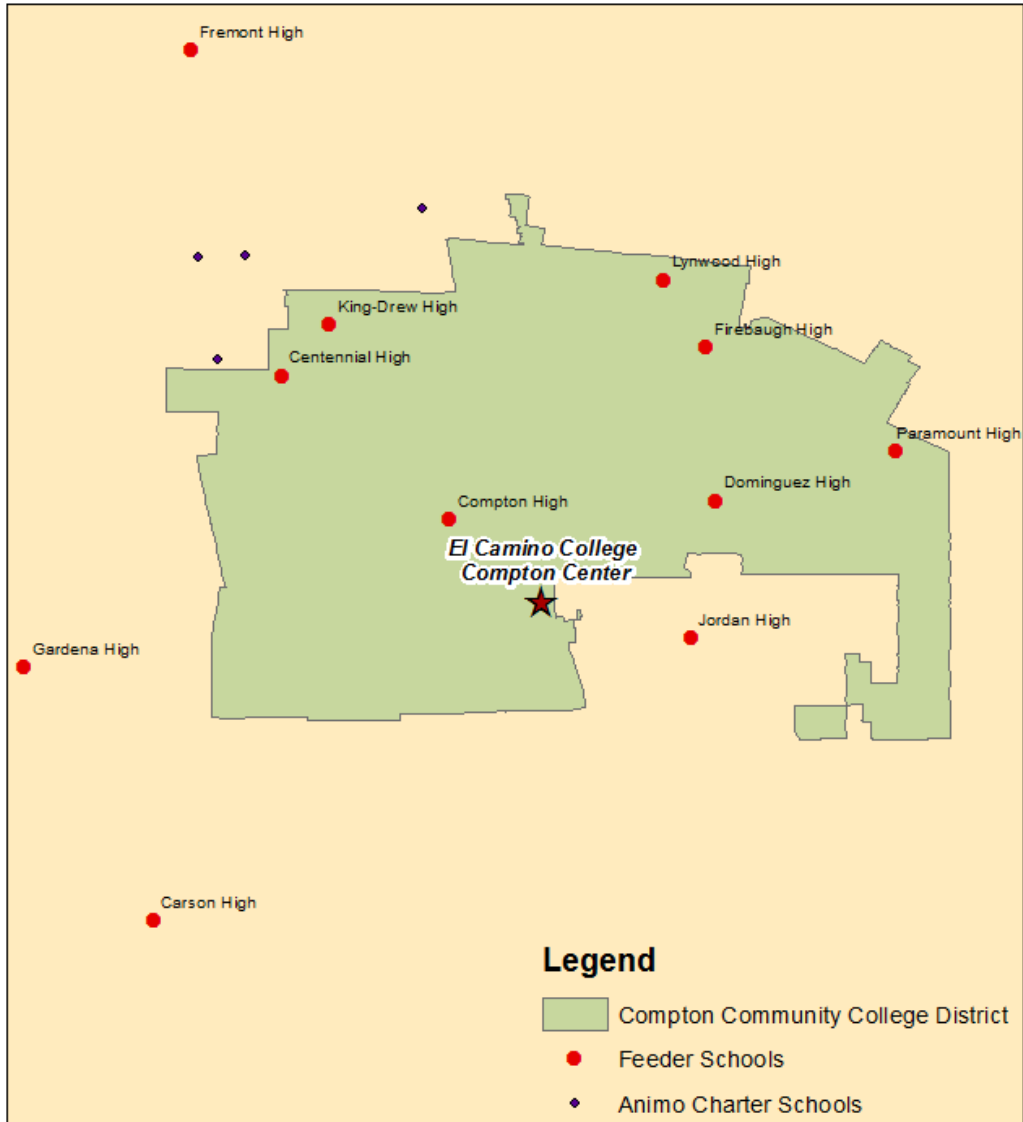 Fremont High
Lynwood High
King-Drew High
Firebaugh High
Centennial High
Paramount High
Dominguez High
Compton High
El Camino College
Compton Center
Jordan High
Gardena High
Carson High
Legend
Compton Community College District
Feeder Schools
Animo Charter Schools